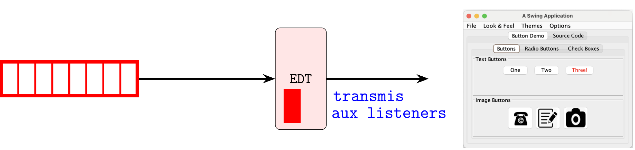 EDT
transmis
aux listeners
A Swing Application
File Look & Feel Themes Options
Button Demo Source Code
Buttons Radio Buttons Check Boxes
Text Buttons
One Two Three!
Image Buttons